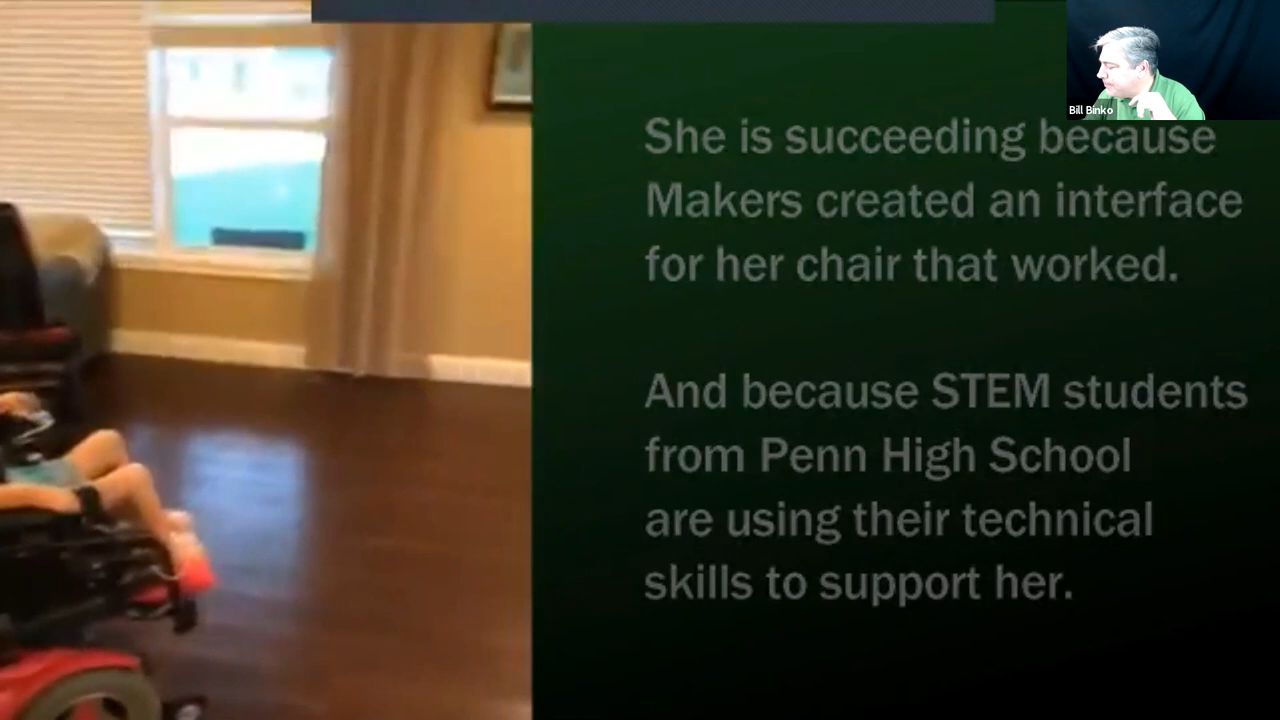 Bill Binko
She is succeeding because
Makers created an interface
for her chair that worked.
And because STEM students
from Penn High School
are using their technical
skills to support her.